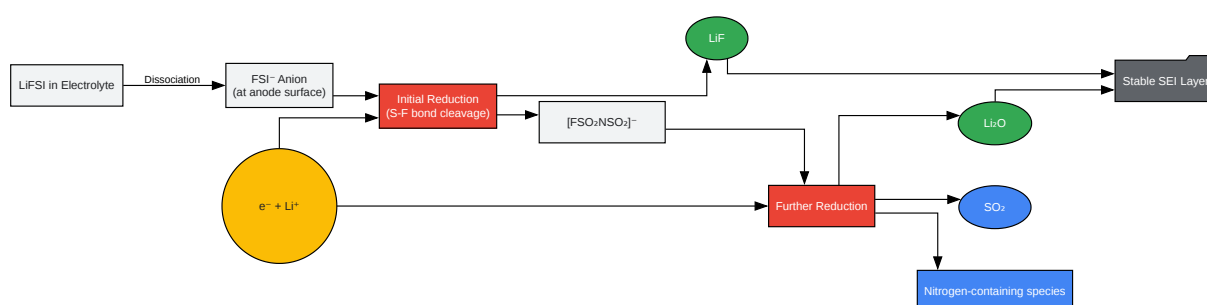 LiFSI in Electrolyte
Dissociation
FSI⁻ Anion
(at anode surface)
Initial Reduction
(S-F bond cleavage)
LiF
[FSO₂NSO₂]⁻
e⁻ + Li⁺
Further Reduction
Li₂O
SO₂
Nitrogen-containing species
Stable SEI Layer